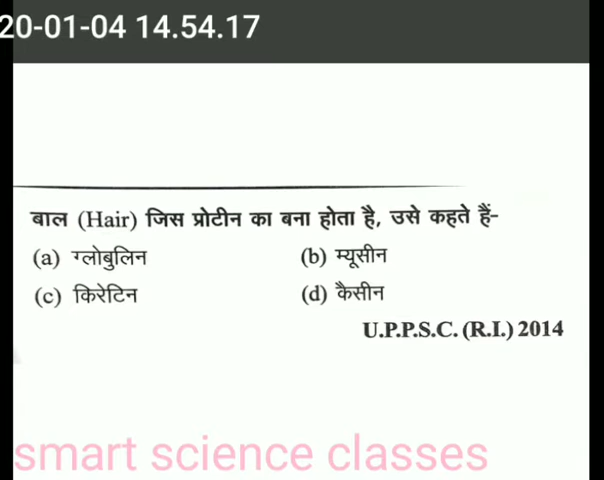 20-01-04 14.54.17
बाल (Hair) जिस प्रोटीन का बना होता है, उसे कहते हैं-
(a) ग्लोबुलिन (b) म्यूसीन
(c) किरेटिन (d) कैसीन
U.P.P.S.C. (R.I.) 2014
smart science classes